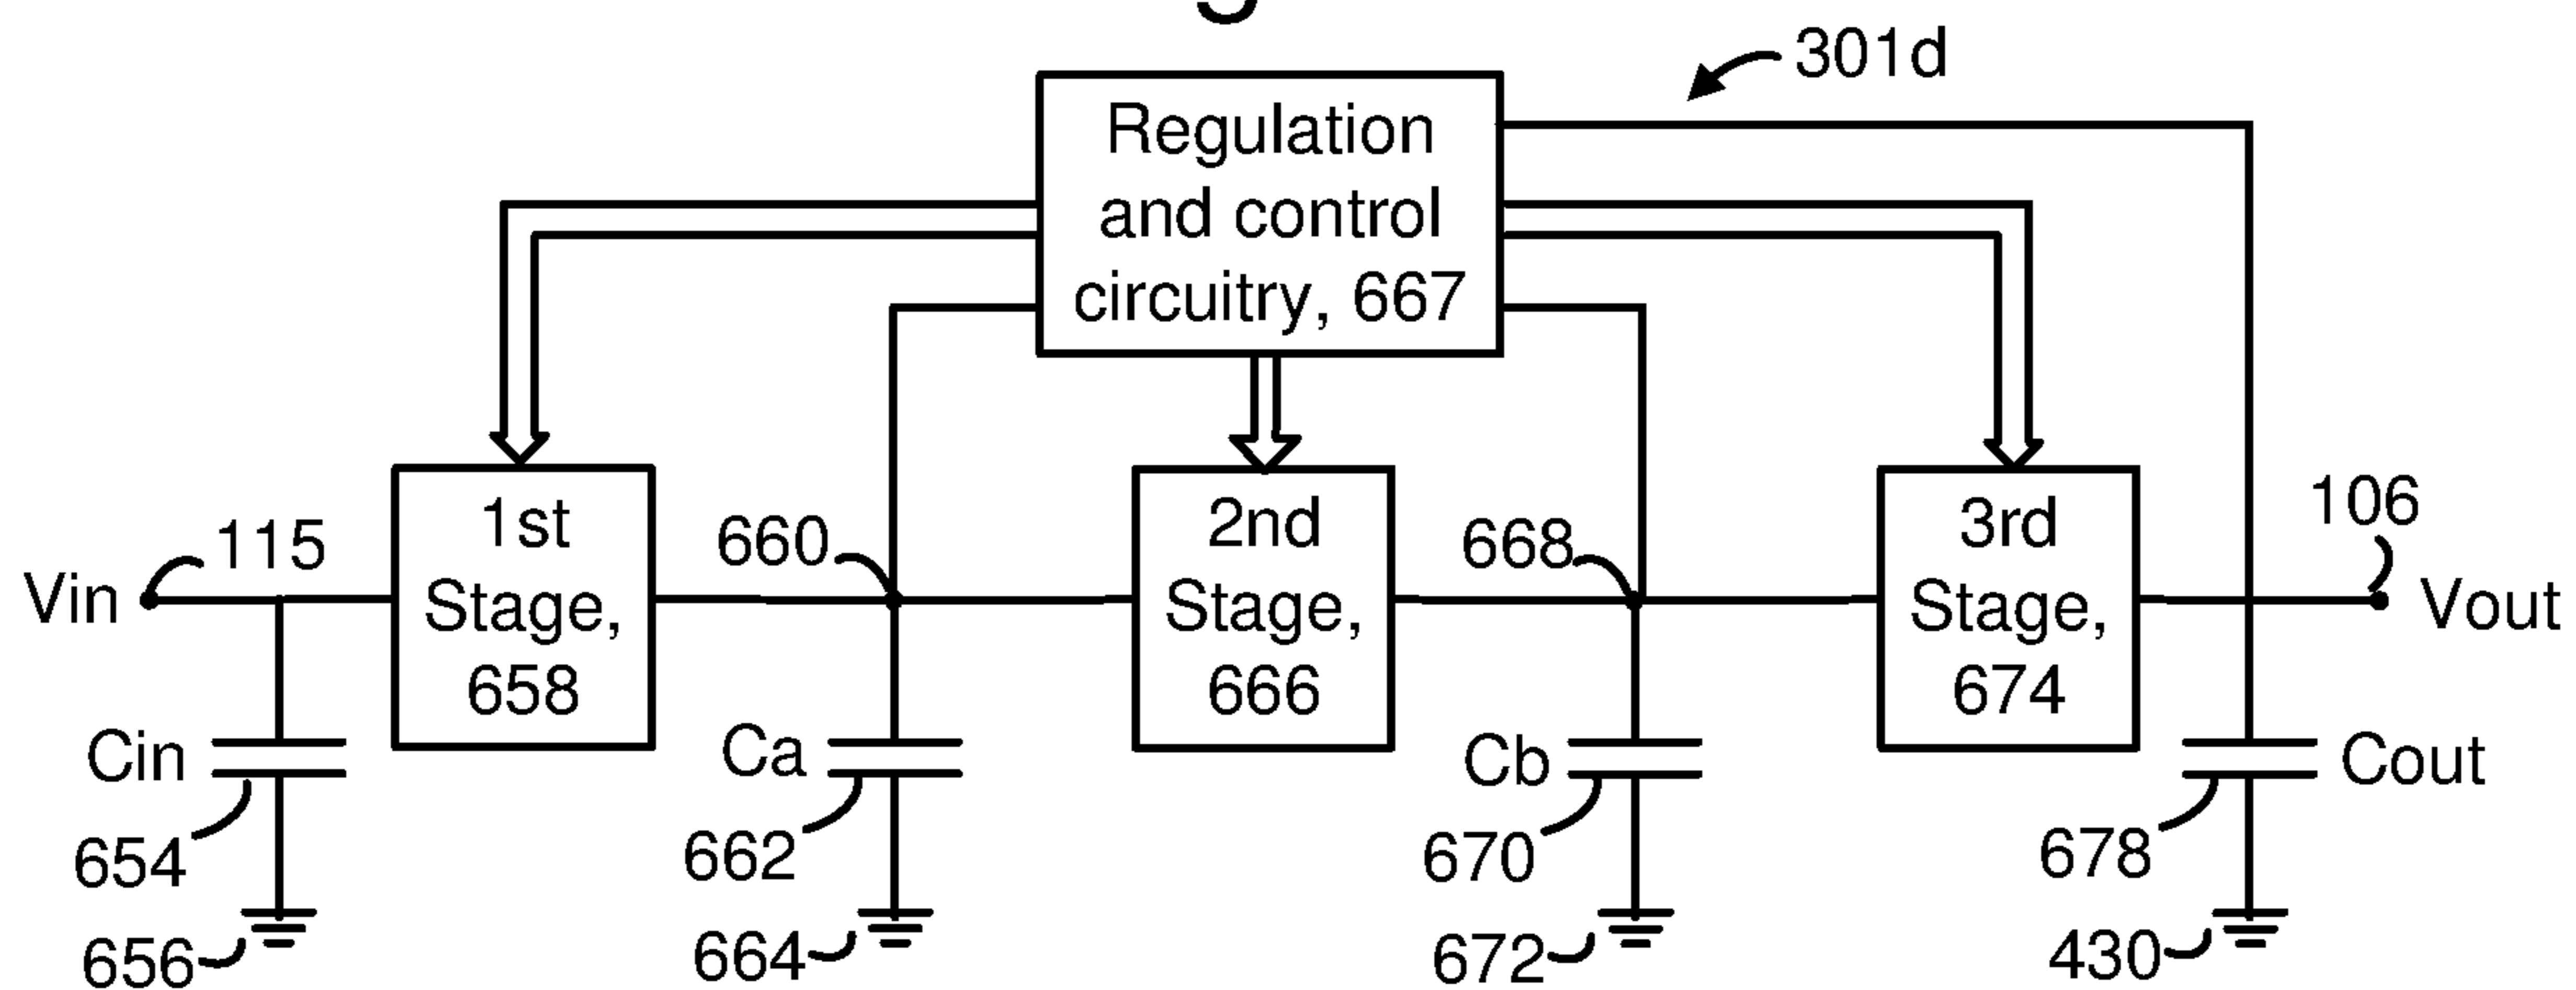 301d
Regulation
and control
circuitry, 667
115
Vin
1st
Stage,
658
660
2nd
Stage,
666
668
3rd
Stage,
674
106
Vout
Cin
654
656
Ca
662
664
Cb
670
672
Cout
678
430